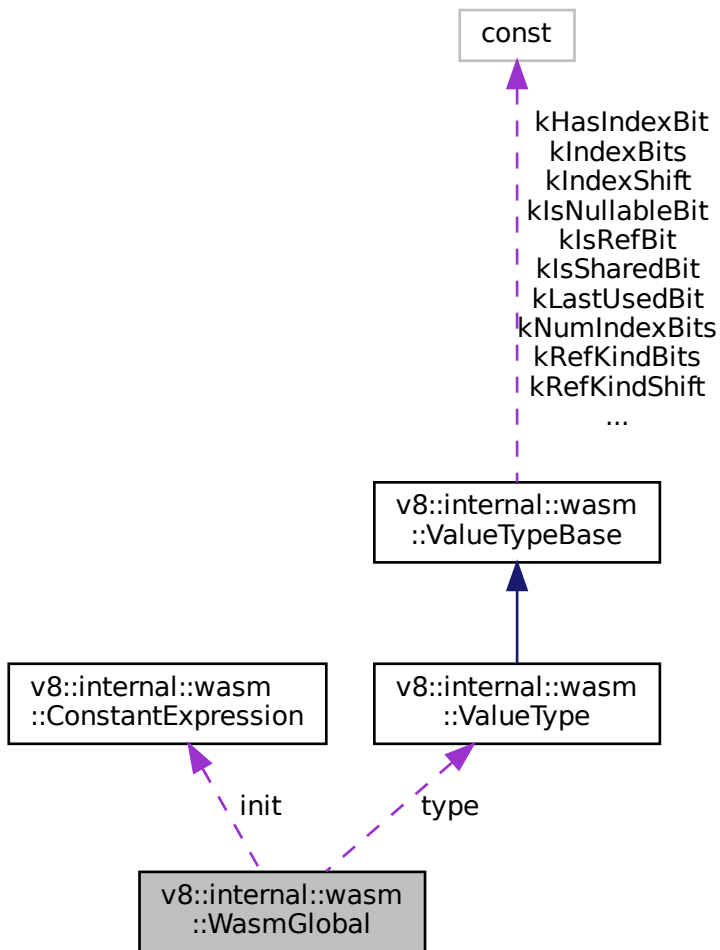 const
kHasIndexBit
kIndexBits
kIndexShift
kIsNullableBit
kIsRefBit
kIsSharedBit
kLastUsedBit
kNumIndexBits
kRefKindBits
kRefKindShift
...
v8::internal::wasm
::ValueTypeBase
v8::internal::wasm
::ConstantExpression
v8::internal::wasm
::ValueType
init
type
v8::internal::wasm
::WasmGlobal